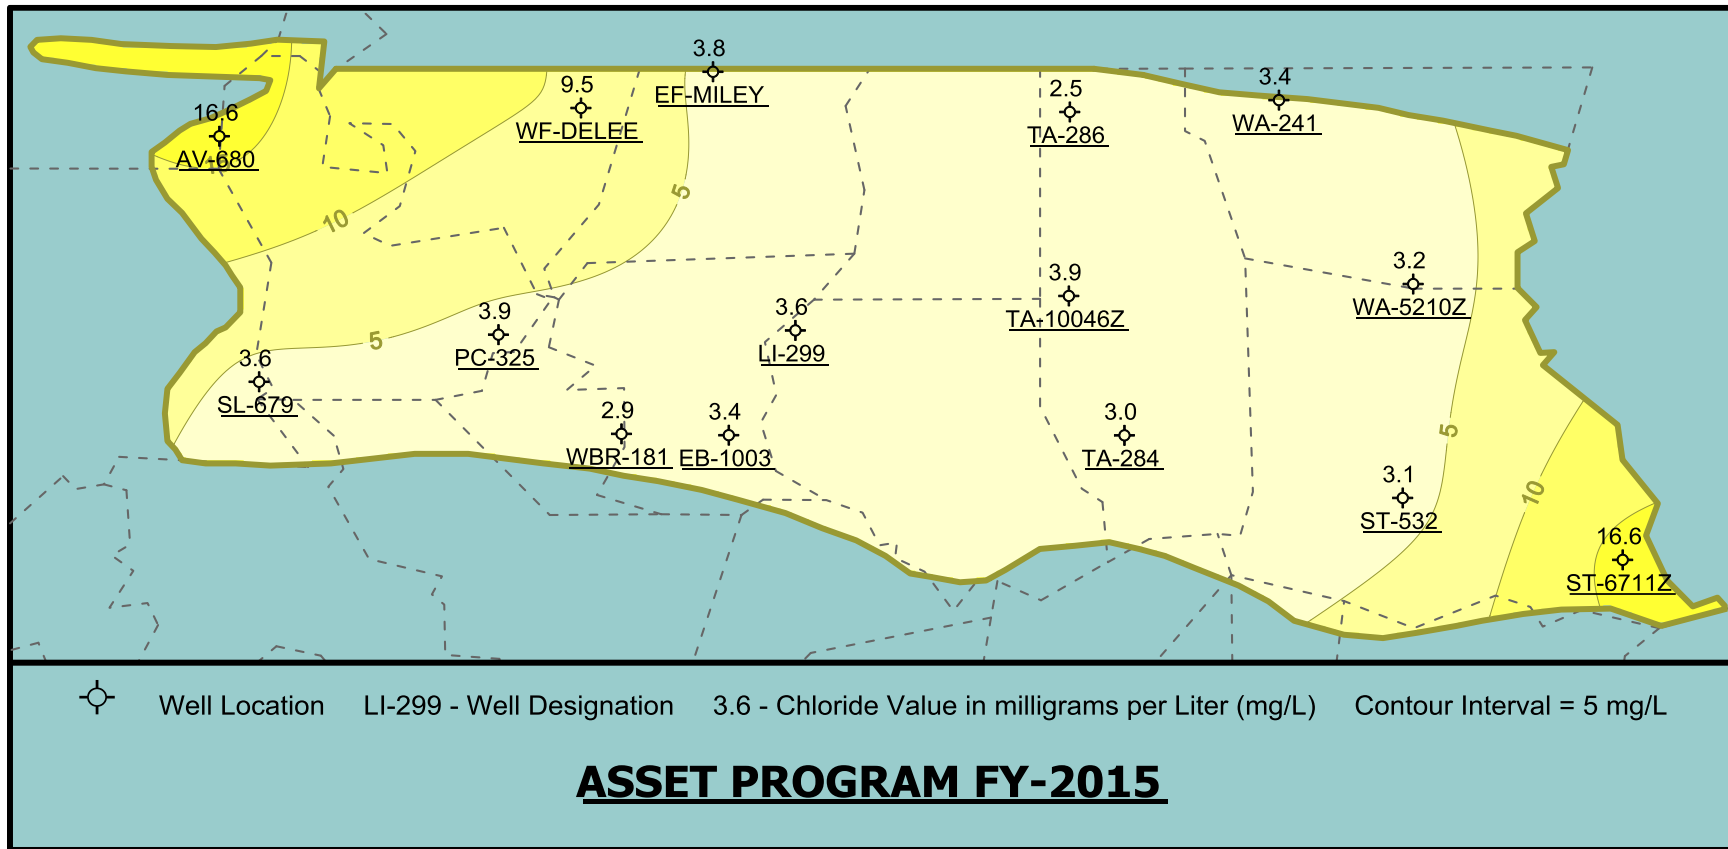 3.8
EF-MILEY
9.5
WF-DELEE
16.6
AV-680
15
2.5
TA-286
3.4
WA-241
5
10
3.9
TA-10046Z
3.2
WA-5210Z
3.6
LI-299
3.9
PC-325
5
3.6
SL-679
2.9
WBR-181
3.4
EB-1003
3.0
TA-284
5
10
3.1
ST-532
16.6
ST-6711Z
Well Location LI-299 - Well Designation 3.6 - Chloride Value in milligrams per Liter (mg/L) Contour Interval = 5 mg/L
ASSET PROGRAM FY-2015